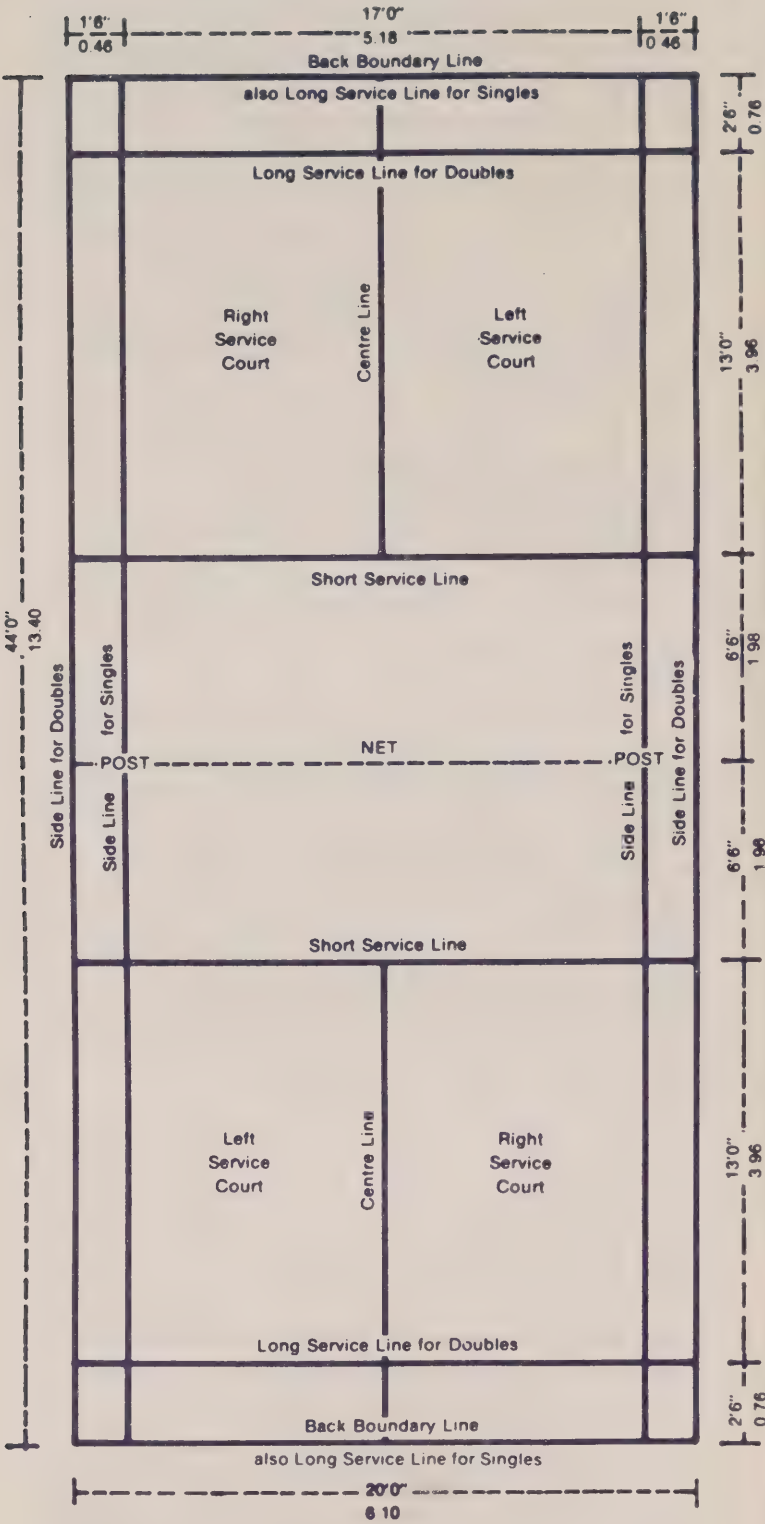 1'6" 17'0" 1'6"
0.46 5.18 0 46
Back Boundary Line
also Long Service Line for Singles
2'6"
0.76
Long Service Line for Doubles
Right
Service
Court
Centre Line
Left
Service
Court
13'0"
3.96
Short Service Line
44'0"
13.40
Side Line for Doubles
Side Line for Singles
6'6"
1 98
POST NET POST
Side Line for Singles
Side Line for Doubles
6'6"
1 98
Short Service Line
Left
Service
Court
Centre Line
Right
Service
Court
13'0"
3 96
Long Service Line for Doubles
2'6"
0 76
Back Boundary Line
also Long Service Line for Singles
20'0"
6 10